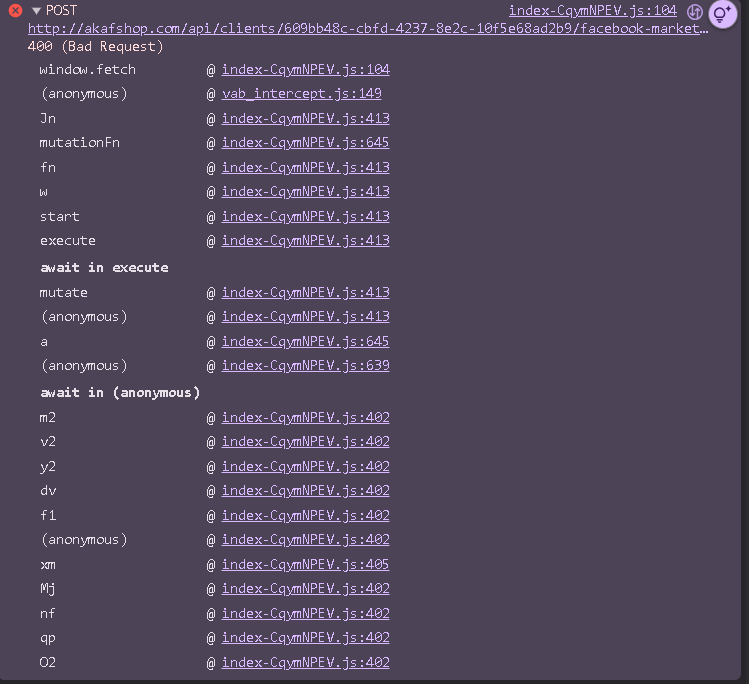 POST index-CqymNPEV.js:104
http://akafshop.com/api/clients/609bb48c-cbfd-4237-8e2c-10f5e68ad2b9/facebook-market…
400 (Bad Request)
window.fetch @ index-CqymNPEV.js:104
(anonymous) @ vab_intercept.js:149
Jn @ index-CqymNPEV.js:413
mutationFn @ index-CqymNPEV.js:645
fn @ index-CqymNPEV.js:413
w @ index-CqymNPEV.js:413
start @ index-CqymNPEV.js:413
execute @ index-CqymNPEV.js:413
await in execute
mutate @ index-CqymNPEV.js:413
(anonymous) @ index-CqymNPEV.js:413
a @ index-CqymNPEV.js:645
(anonymous) @ index-CqymNPEV.js:639
await in (anonymous)
m2 @ index-CqymNPEV.js:402
v2 @ index-CqymNPEV.js:402
y2 @ index-CqymNPEV.js:402
dv @ index-CqymNPEV.js:402
f1 @ index-CqymNPEV.js:402
(anonymous) @ index-CqymNPEV.js:402
xm @ index-CqymNPEV.js:405
Mj @ index-CqymNPEV.js:402
nf @ index-CqymNPEV.js:402
qp @ index-CqymNPEV.js:402
O2 @ index-CqymNPEV.js:402